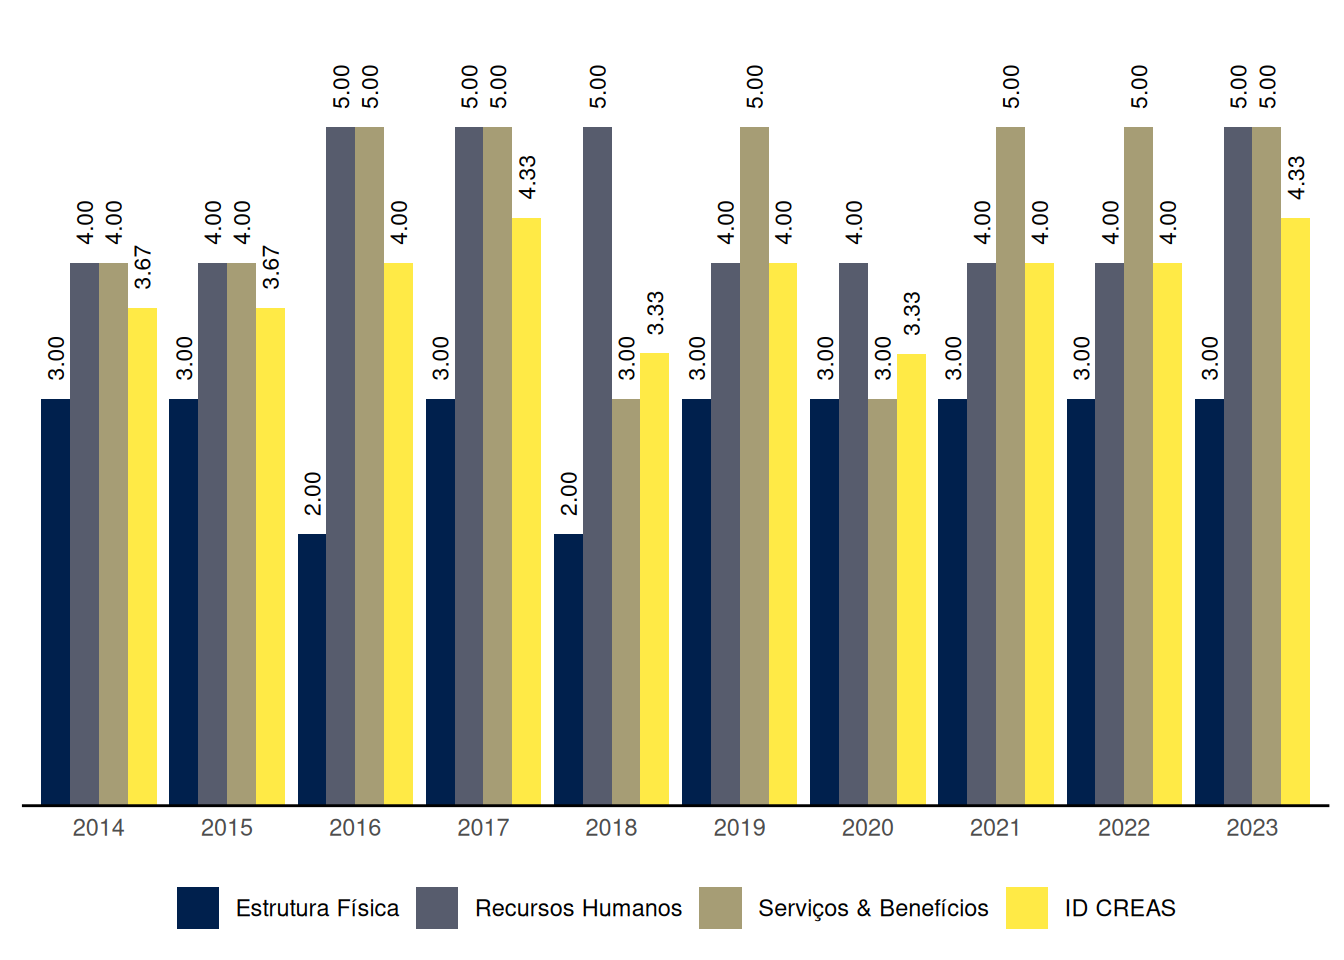 5.00 5.00 5.00 5.00 5.00 5.00 5.00 5.00 5.00 5.00
4.33 4.33
4.00 4.00 4.00 4.00 4.00 4.00 4.00 4.00 4.00 4.00 4.00 4.00 4.00
3.67 3.67
3.33 3.33
3.00 3.00 3.00 3.00 3.00 3.00 3.00 3.00 3.00 3.00
2.00 2.00
2014 2015 2016 2017 2018 2019 2020 2021 2022 2023
Estrutura Física Recursos Humanos Serviços & Benefícios ID CREAS